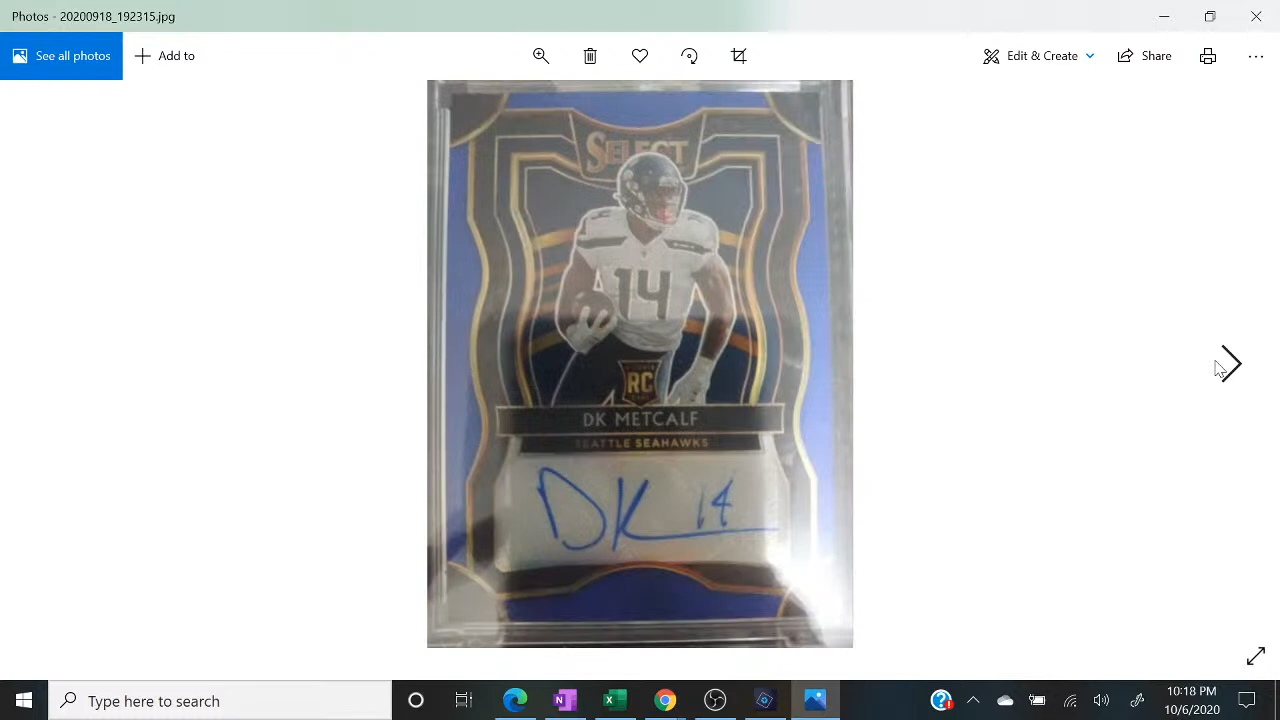 Photos - 20200918_192315.jpg
See all photos
Add to
Edit & Create
Share
SELECT
14
14
RC
DK METCALF
SEATTLE SEAHAWKS
DK 14
Type here to search
10:18 PM
10/6/2020